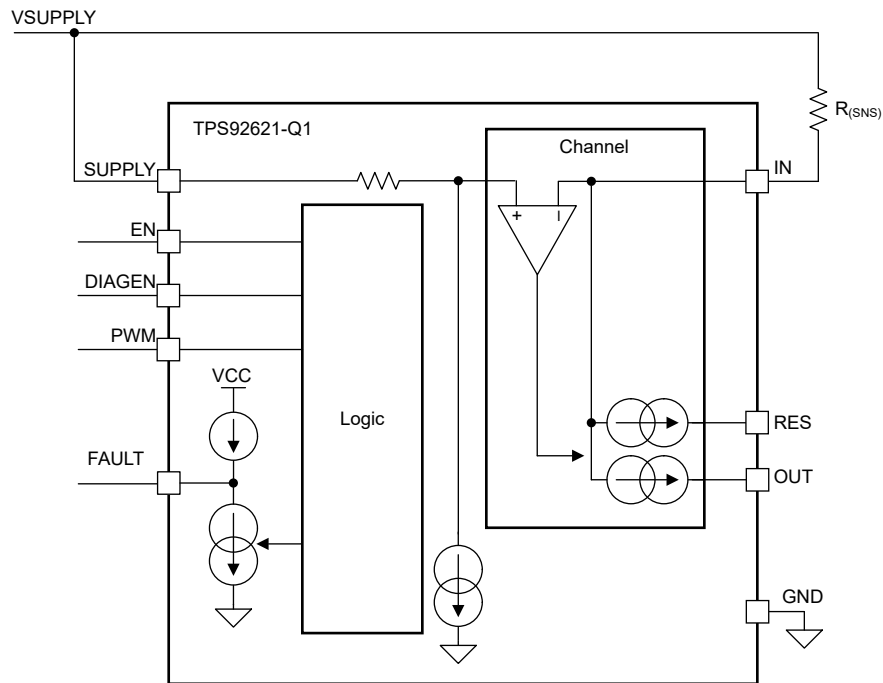 VSUPPLY
R(SNS)
TPS92621-Q1
Channel
SUPPLY
IN
+ –
EN
DIAGEN
PWM
VCC
Logic
RES
FAULT
OUT
GND